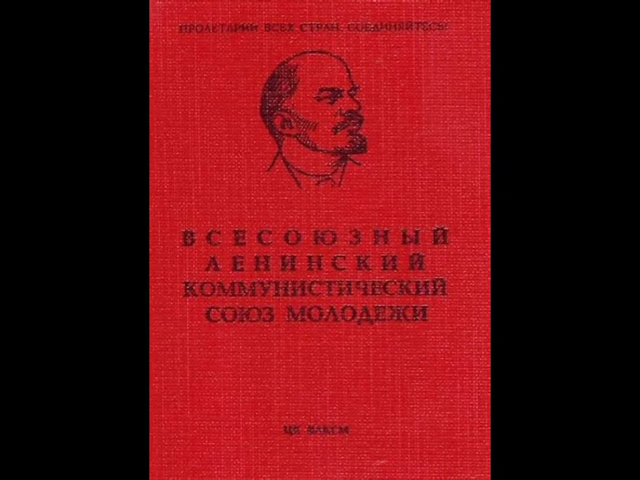 ПРОЛЕТАРИИ ВСЕХ СТРАН, СОЕДИНЯЙТЕСЬ!
ВСЕСОЮЗНЫЙ
ЛЕНИНСКИЙ
КОММУНИСТИЧЕСКИЙ
СОЮЗ МОЛОДЕЖИ
ЦК ВЛКСМ